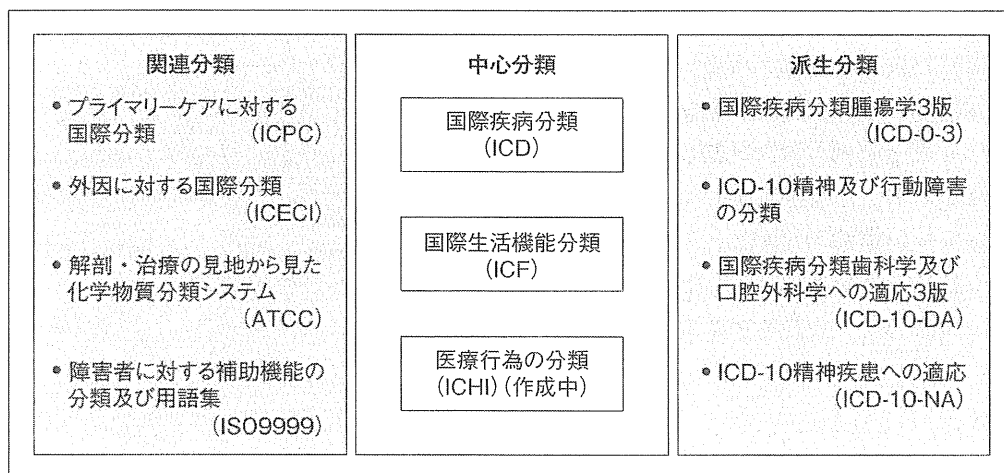 関連分類
• プライマリーケアに対する
国際分類 (ICPC)
• 外因に対する国際分類
(ICECI)
• 解剖・治療の見地から見た
化学物質分類システム
(ATCC)
• 障害者に対する補助機能の
分類及び用語集
(ISO9999)
中心分類
国際疾病分類
(ICD)
国際生活機能分類
(ICF)
医療行為の分類
(ICHI)(作成中)
派生分類
• 国際疾病分類腫瘍学3版
(ICD-0-3)
• ICD-10精神及び行動障害
の分類
• 国際疾病分類歯科学及び
口腔外科学への適応3版
(ICD-10-DA)
• ICD-10精神疾患への適応
(ICD-10-NA)